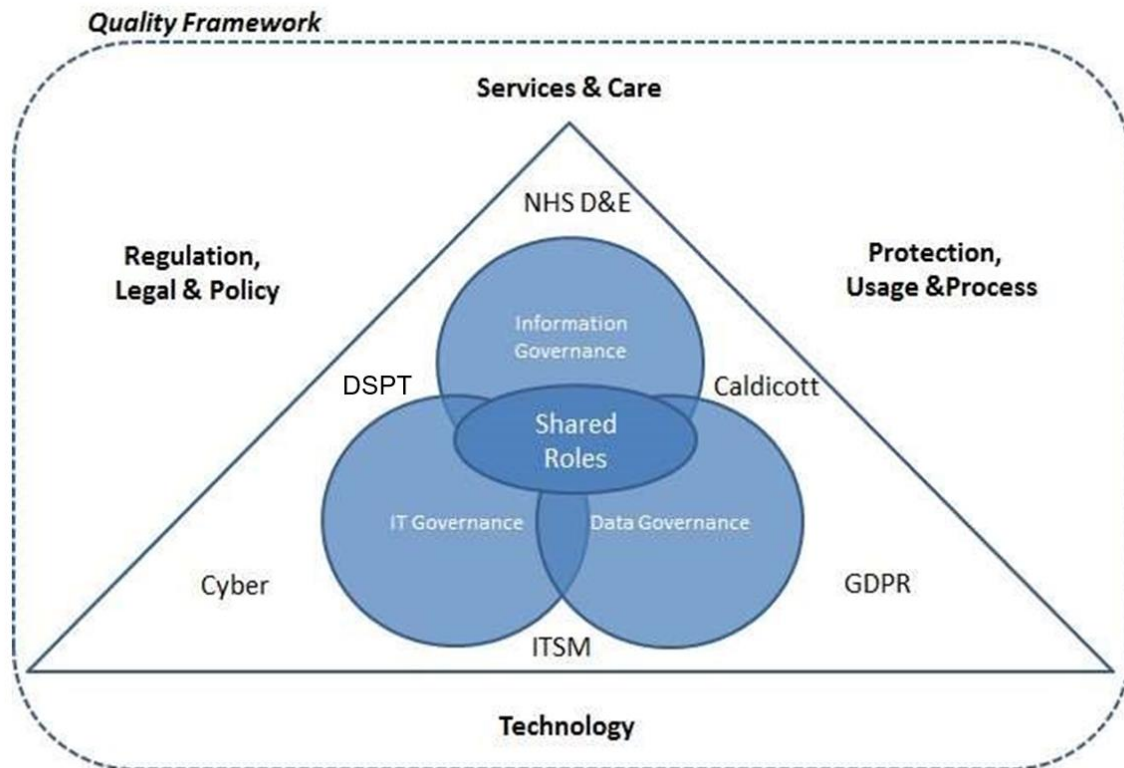 Quality Framework
Services & Care
NHS D&E
Regulation,
Legal & Policy
Protection,
Usage &Process
Information
Governance
DSPT
Caldicott
Shared
Roles
IT Governance
Data Governance
Cyber
GDPR
ITSM
Technology